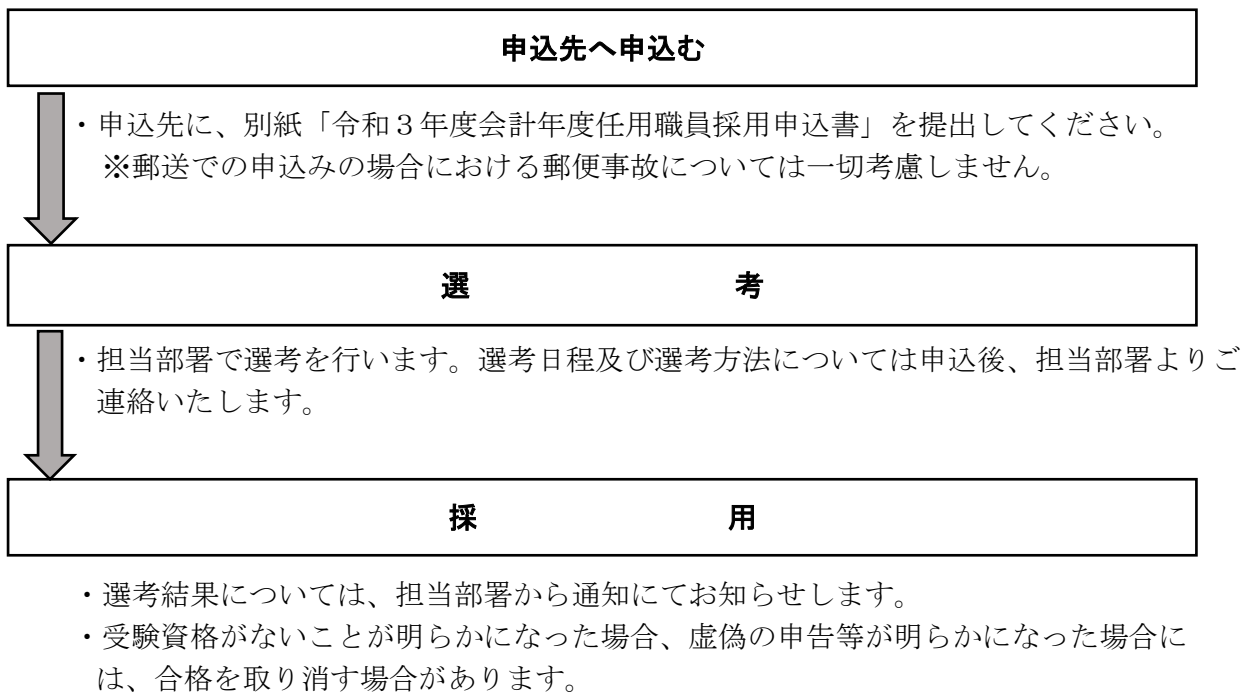 申込先へ申込む
・申込先に、別紙「令和３年度会計年度任用職員採用申込書」を提出してください。
※郵送での申込みの場合における郵便事故については一切考慮しません。
選　　　　　考
・担当部署で選考を行います。選考日程及び選考方法については申込後、担当部署よりご
連絡いたします。
採　　　　　用
・選考結果については、担当部署から通知にてお知らせします。
・受験資格がないことが明らかになった場合、虚偽の申告等が明らかになった場合に
は、合格を取り消す場合があります。